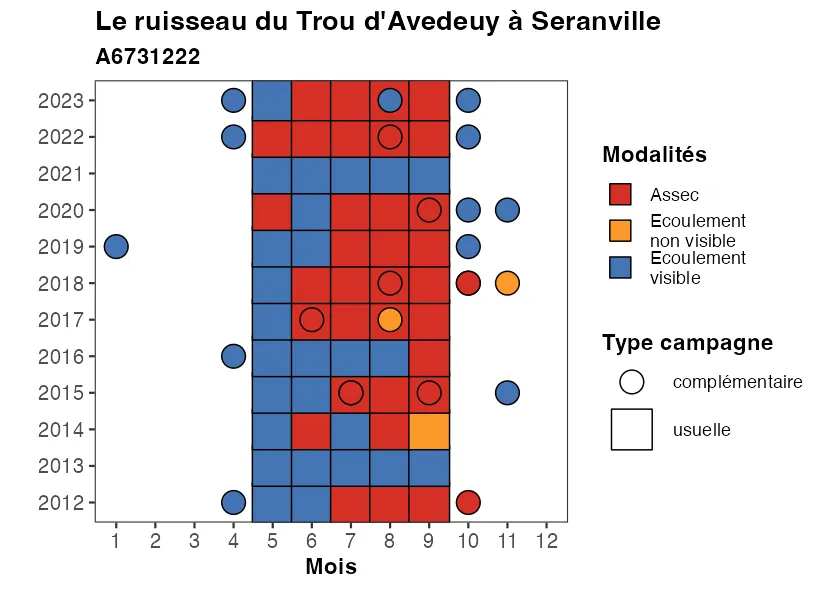 Le ruisseau du Trou d'Avedeuy à Seranville
A6731222
2023
2022
2021
2020
2019
2018
2017
2016
2015
2014
2013
2012
1 2 3 4 5 6 7 8 9 10 11 12
Mois
Modalités
Assec
Ecoulement
non visible
Ecoulement
visible
Type campagne
complémentaire
usuelle